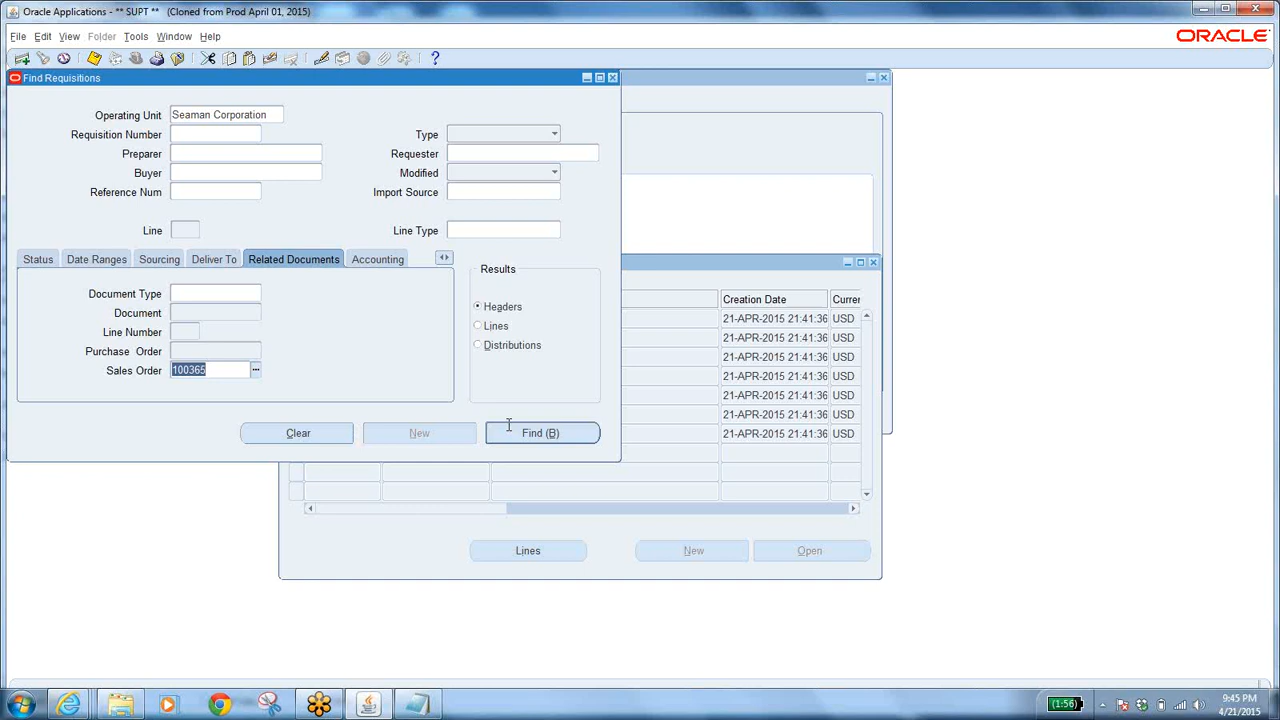 Oracle Applications - ** SUPT ** (Cloned from Prod April 01, 2015)
File Edit View Folder Tools Window Help
ORACLE
Find Requisitions
Operating Unit Seaman Corporation
Requisition Number
Type
Preparer
Requester
Buyer
Modified
Reference Num
Import Source
Line
Line Type
Status Date Ranges Sourcing Deliver To Related Documents Accounting
Results
Document Type
Document
Line Number
Purchase Order
Sales Order 100365
Headers
Lines
Distributions
Clear New Find (B)
Creation Date Curre
21-APR-2015 21:41:36 USD
21-APR-2015 21:41:36 USD
21-APR-2015 21:41:36 USD
21-APR-2015 21:41:36 USD
21-APR-2015 21:41:36 USD
21-APR-2015 21:41:36 USD
21-APR-2015 21:41:36 USD
Lines New Open
(1:56)
9:45 PM
4/21/2015